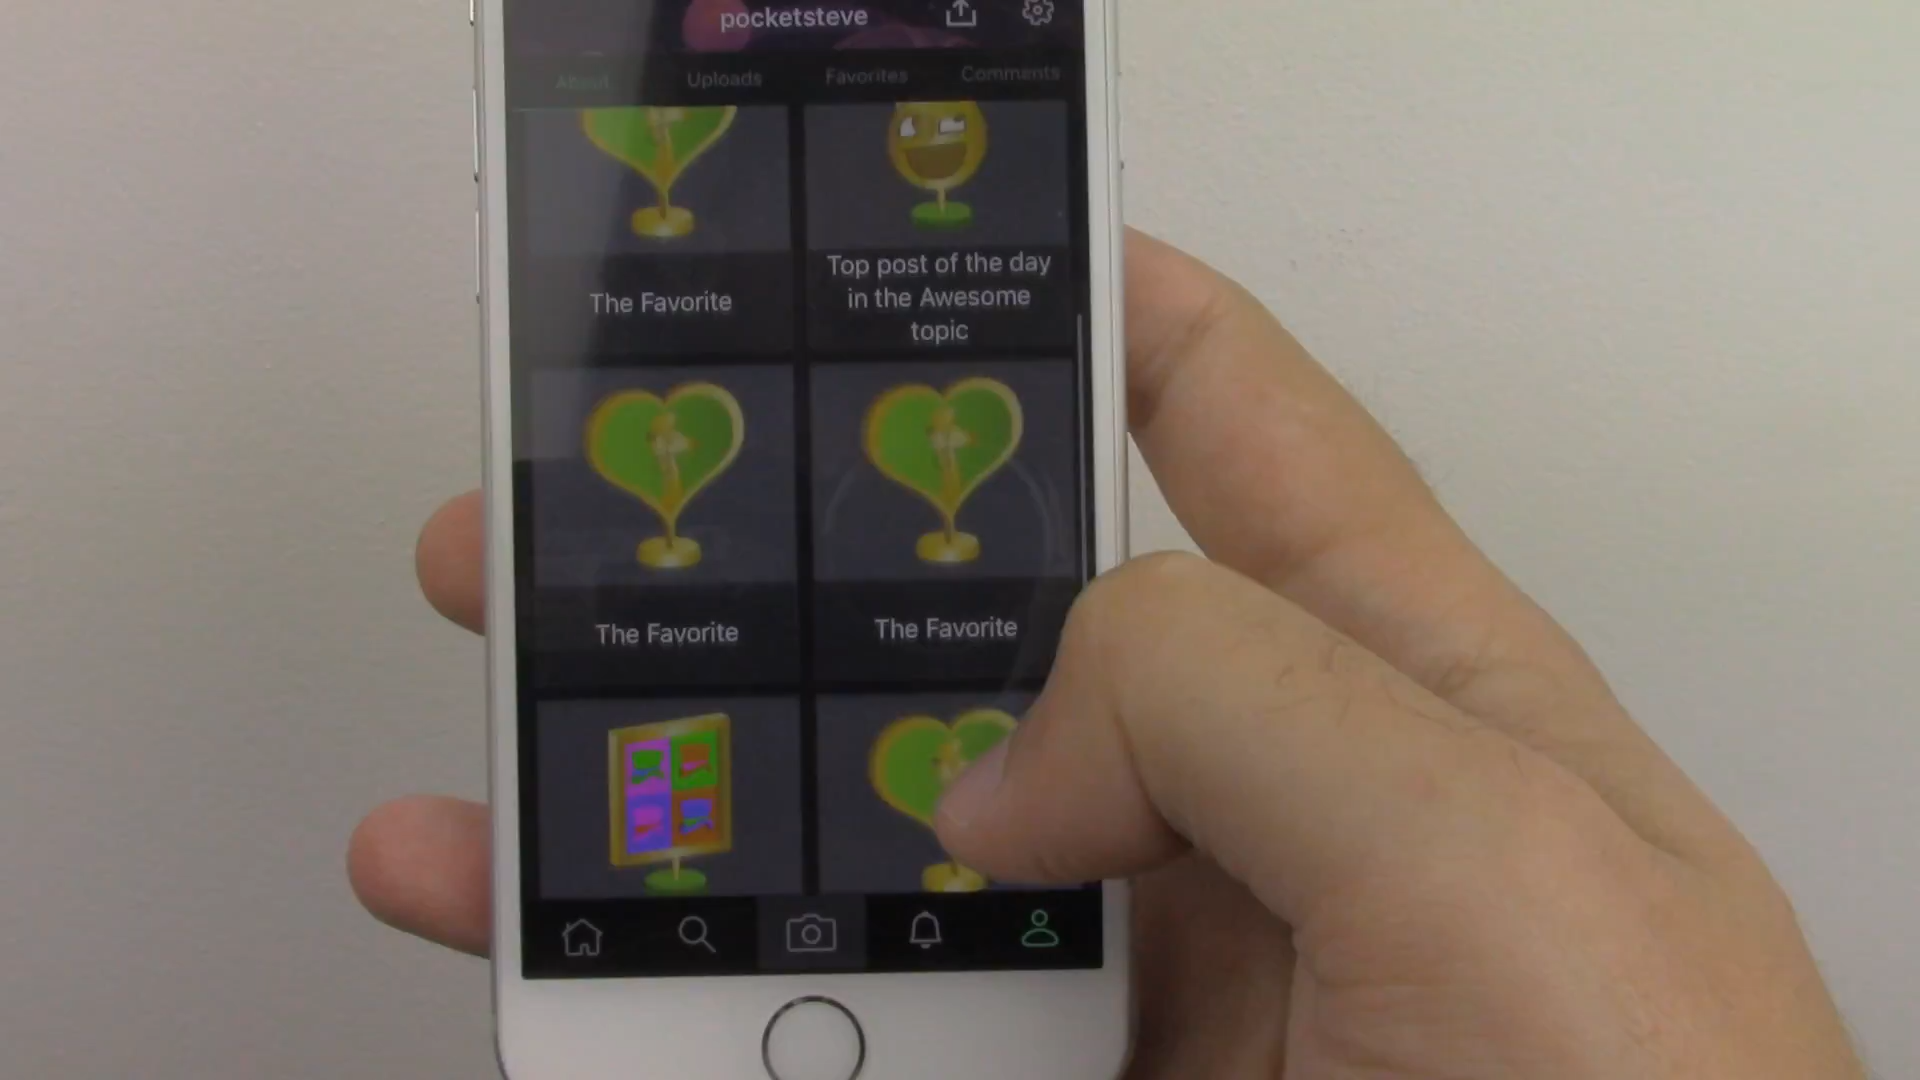 pocketsteve
About Uploads Favorites Comments
The Favorite
Top post of the day
in the Awesome
topic
The Favorite
The Favorite